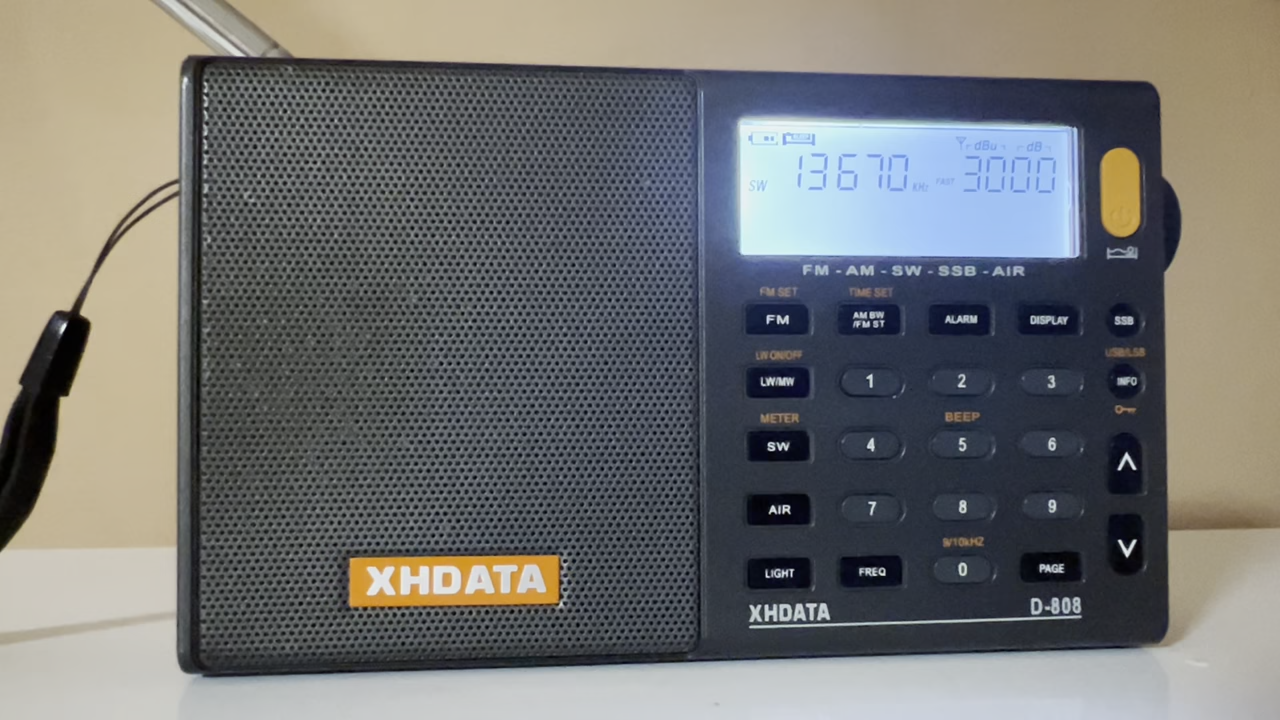 dBu dB
SW 13670 KHz FAST 3000
FM - AM - SW - SSB - AIR
FM SET TIME SET
FM AM BW /FM ST ALARM DISPLAY SSB
LW ON/OFF USB/LSB
LW/MW 1 2 3 INFO
METER BEEP
SW 4 5 6
AIR 7 8 9
9/10kHZ
LIGHT FREQ 0 PAGE
XHDATA
XHDATA D-808